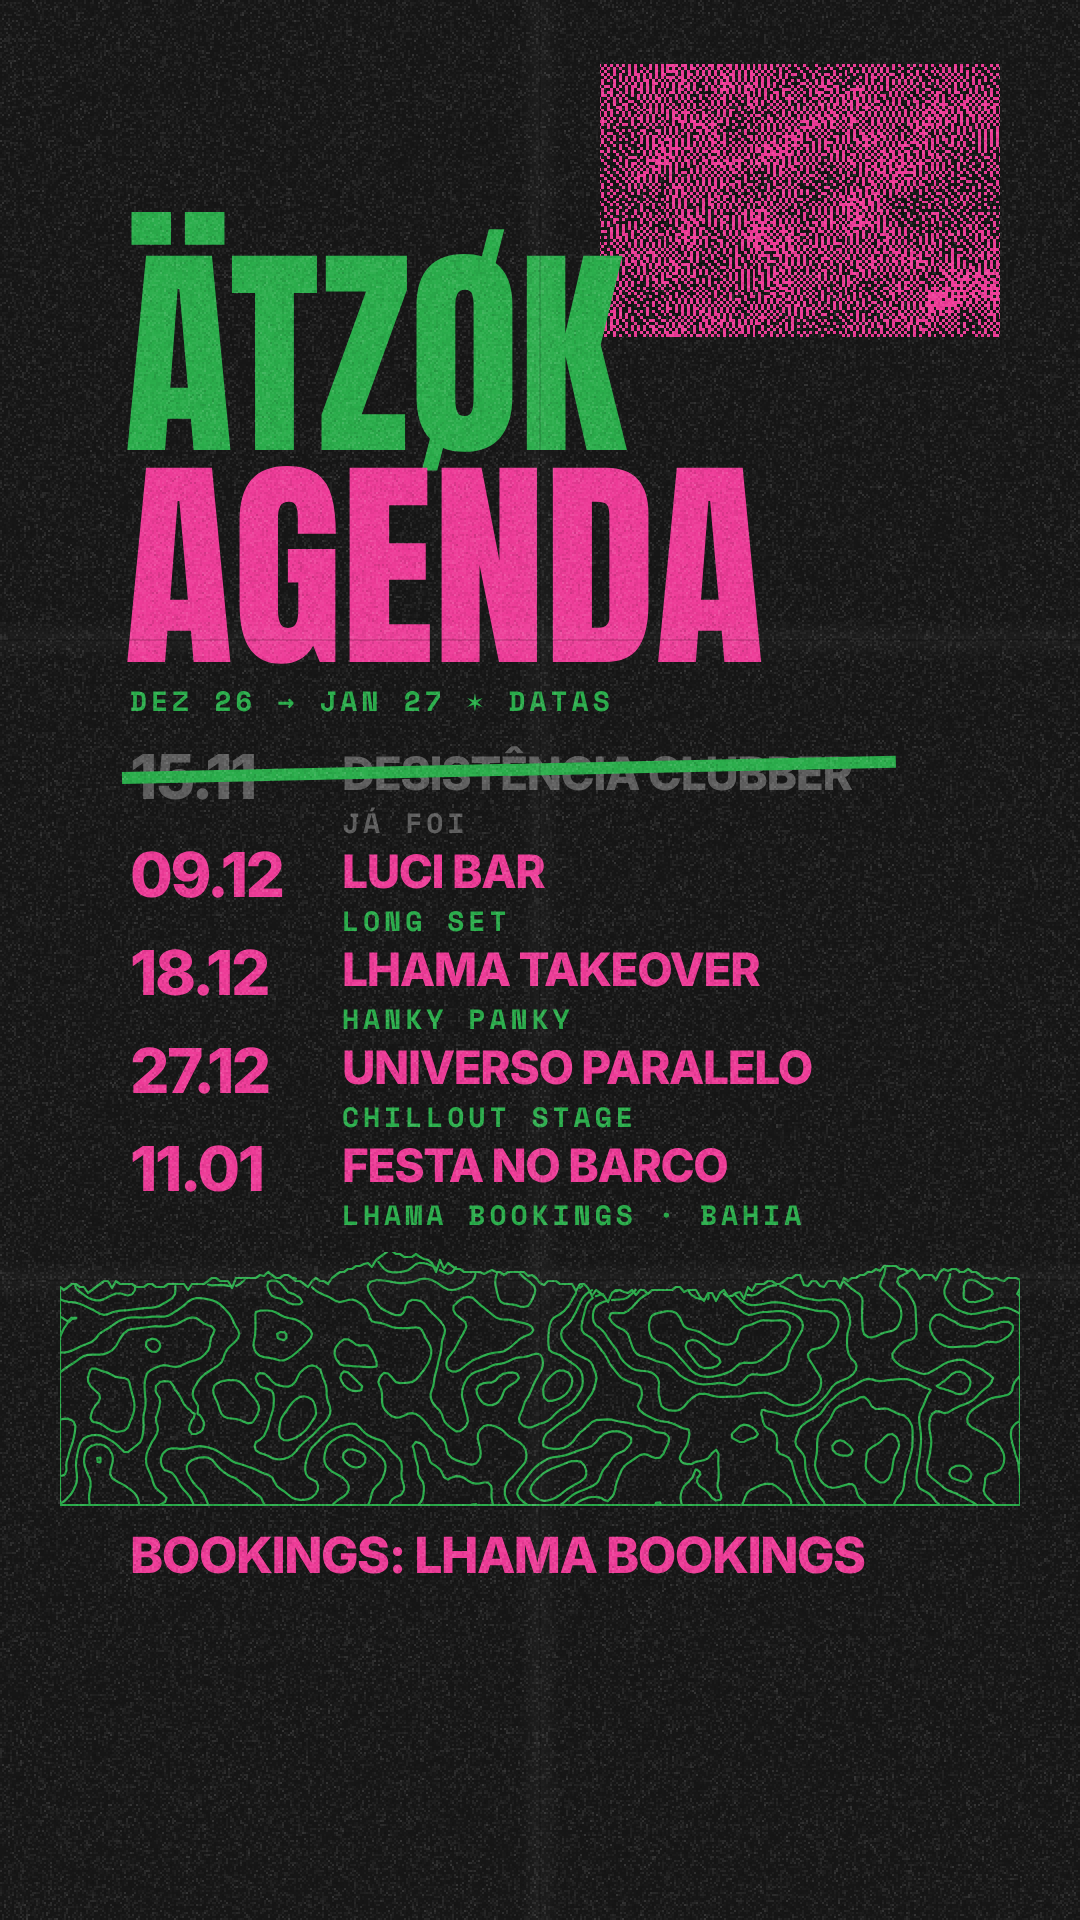 ÄTZØK
AGENDA
DEZ 26 → JAN 27 ✶ DATAS
15.11 DESISTÊNCIA CLUBBER
JÁ FOI
09.12 LUCI BAR
LONG SET
18.12 LHAMA TAKEOVER
HANKY PANKY
27.12 UNIVERSO PARALELO
CHILLOUT STAGE
11.01 FESTA NO BARCO
LHAMA BOOKINGS · BAHIA
BOOKINGS: LHAMA BOOKINGS